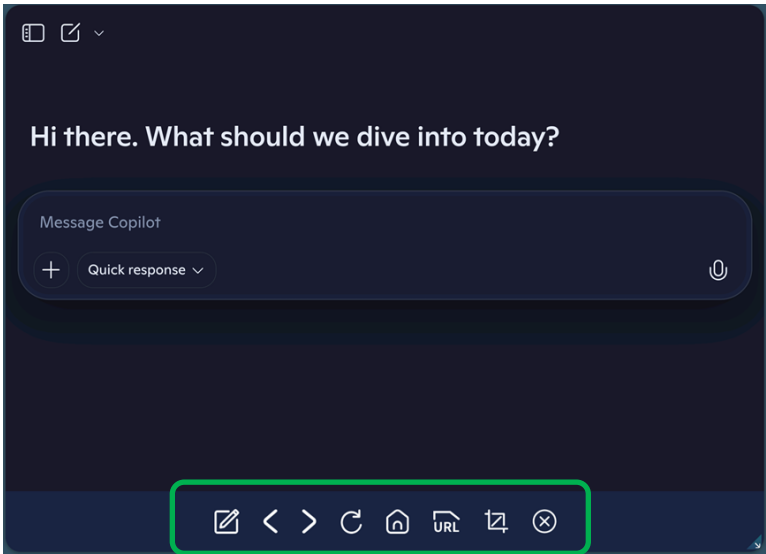 Hi there. What should we dive into today?
Message Copilot
Quick response
URL